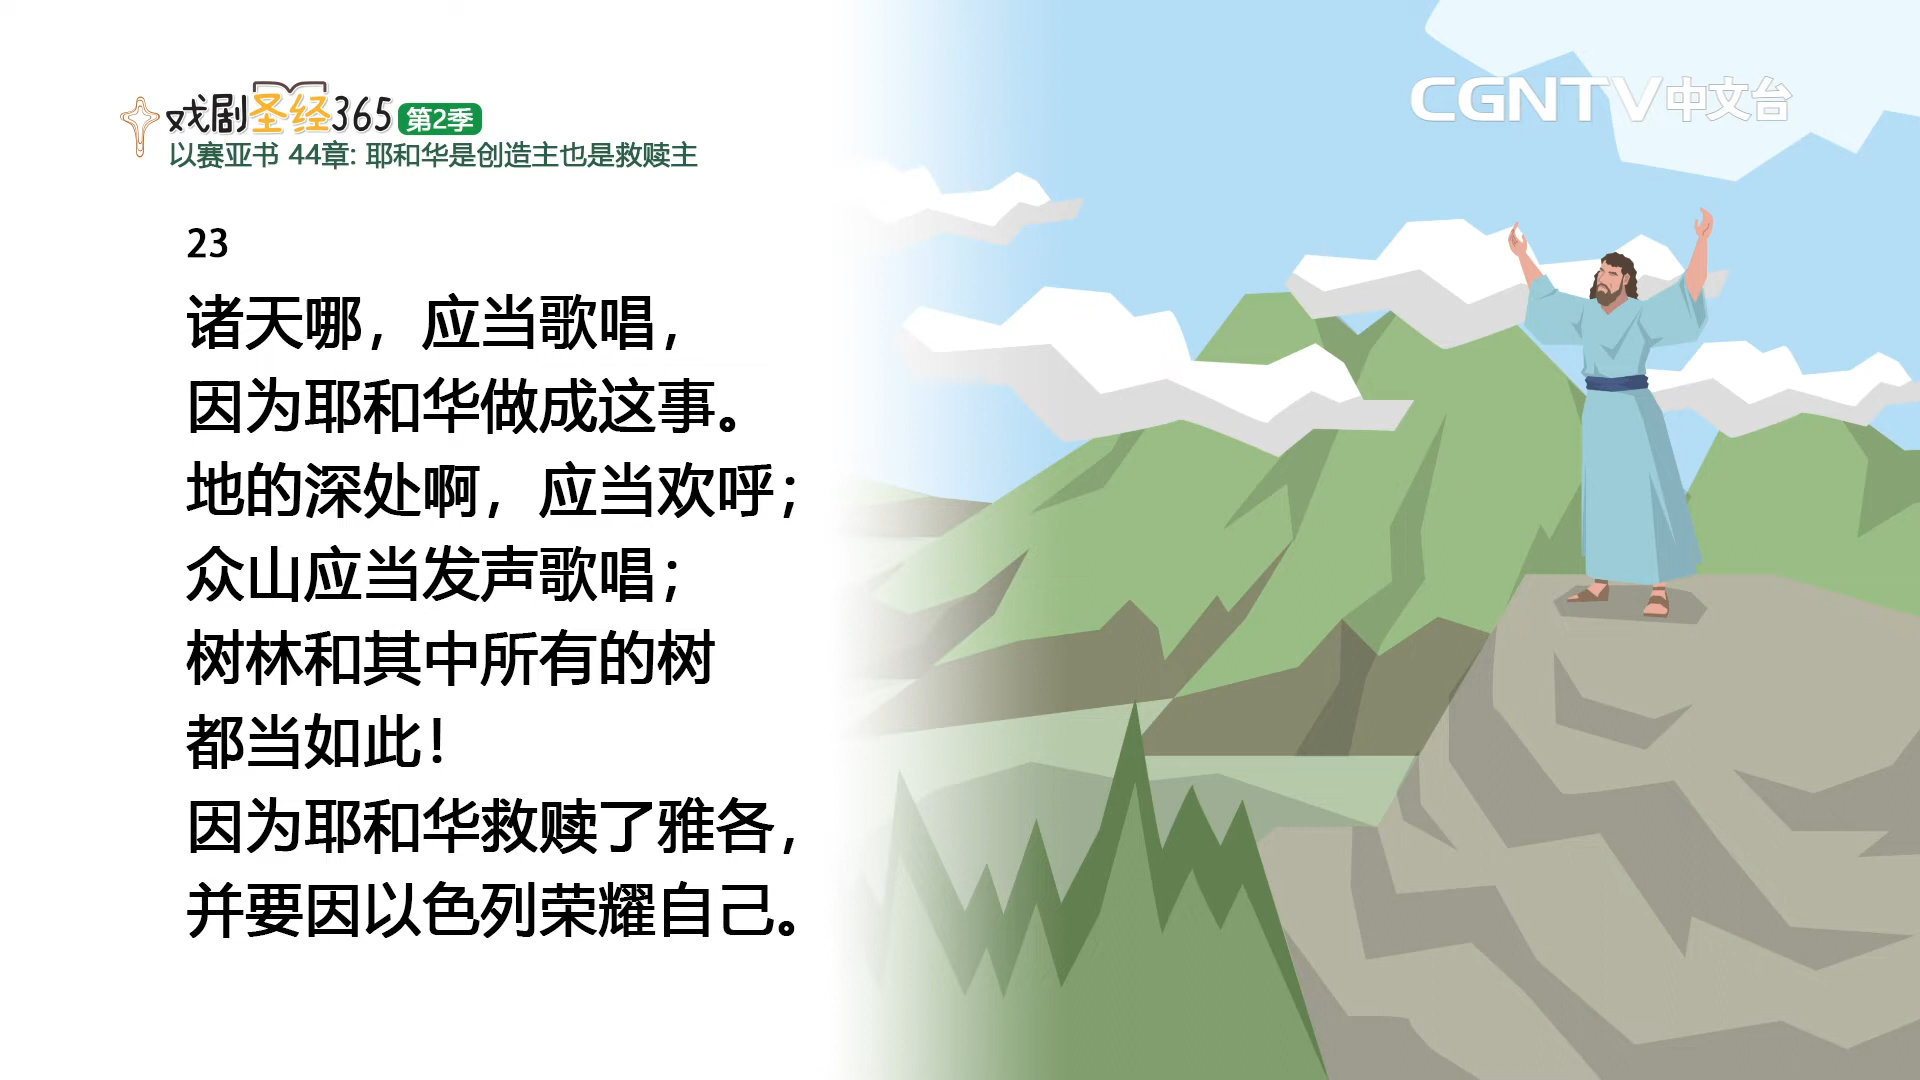 戏剧圣经365 第2季
CGNTV中文台
以赛亚书 44章: 耶和华是创造主也是救赎主
23
诸天哪，应当歌唱，
因为耶和华做成这事。
地的深处啊，应当欢呼；
众山应当发声歌唱；
树林和其中所有的树
都当如此！
因为耶和华救赎了雅各，
并要因以色列荣耀自己。